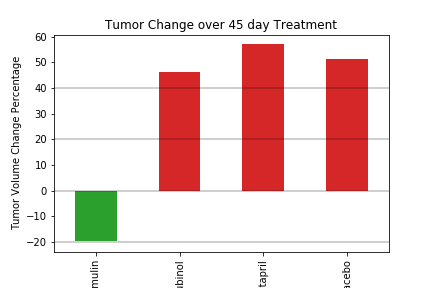 Tumor Change over 45 day Treatment
Tumor Volume Change Percentage
60
50
40
30
20
10
0
−10
−20
mulin
ubinol
tapril
acebo